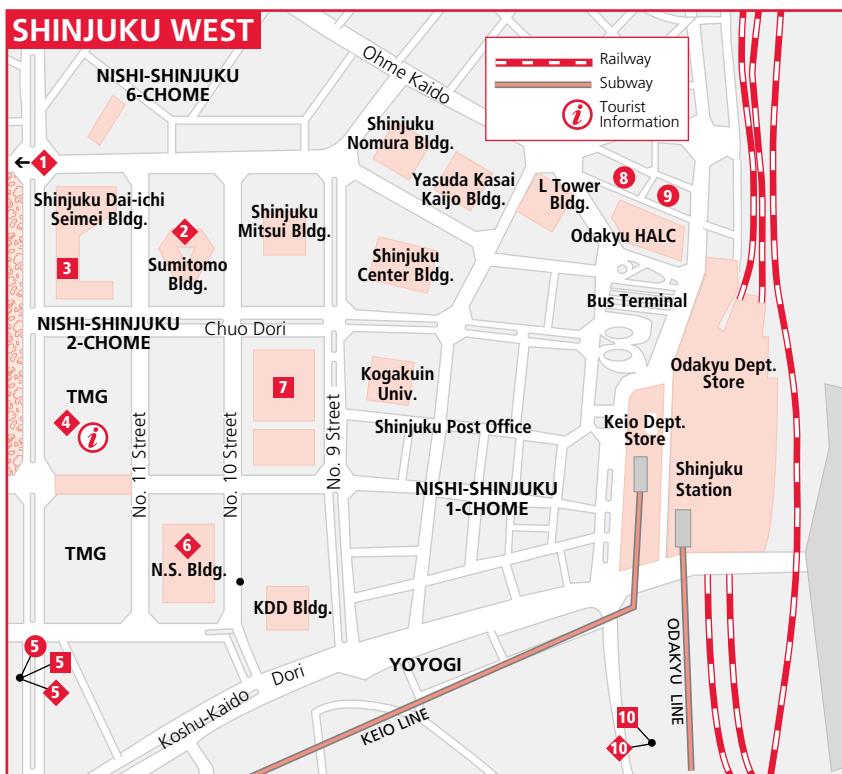 SHINJUKU WEST
Railway
Subway
i
Tourist
Information
Ohme Kaido
NISHI-SHINJUKU
6-CHOME
Shinjuku
Nomura Bldg.
1
Yasuda Kasai
Kaijo Bldg.
L Tower
Bldg.
8
9
Shinjuku Dai-ichi
Seimei Bldg.
Shinjuku
Mitsui Bldg.
2
Odakyu HALC
3
Sumitomo
Bldg.
Shinjuku
Center Bldg.
Bus Terminal
NISHI-SHINJUKU
2-CHOME
Chuo Dori
Odakyu Dept.
Store
TMG
7
Kogakuin
Univ.
4
i
Shinjuku Post Office
Keio Dept.
Store
No. 11 Street
No. 10 Street
No. 9 Street
Shinjuku
Station
NISHI-SHINJUKU
1-CHOME
TMG
6
N.S. Bldg.
KDD Bldg.
5
5
5
YOYOGI
ODAKYU LINE
Koshu-Kaido Dori
KEIO LINE
10
10